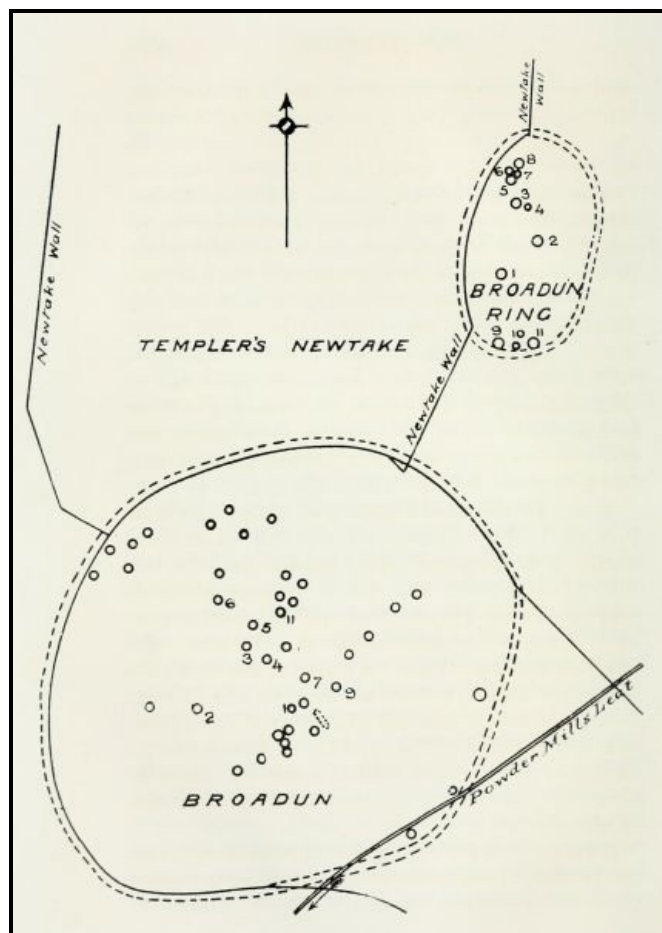 Newtake
Wall
8
6
7
5
3
4
2
1
BROADUN
RING
9
10
11
Newtake Wall
TEMPLER'S NEWTAKE
Newtake Wall
6
11
5
3
4
7
9
2
10
Powder Mills Leat
BROADUN